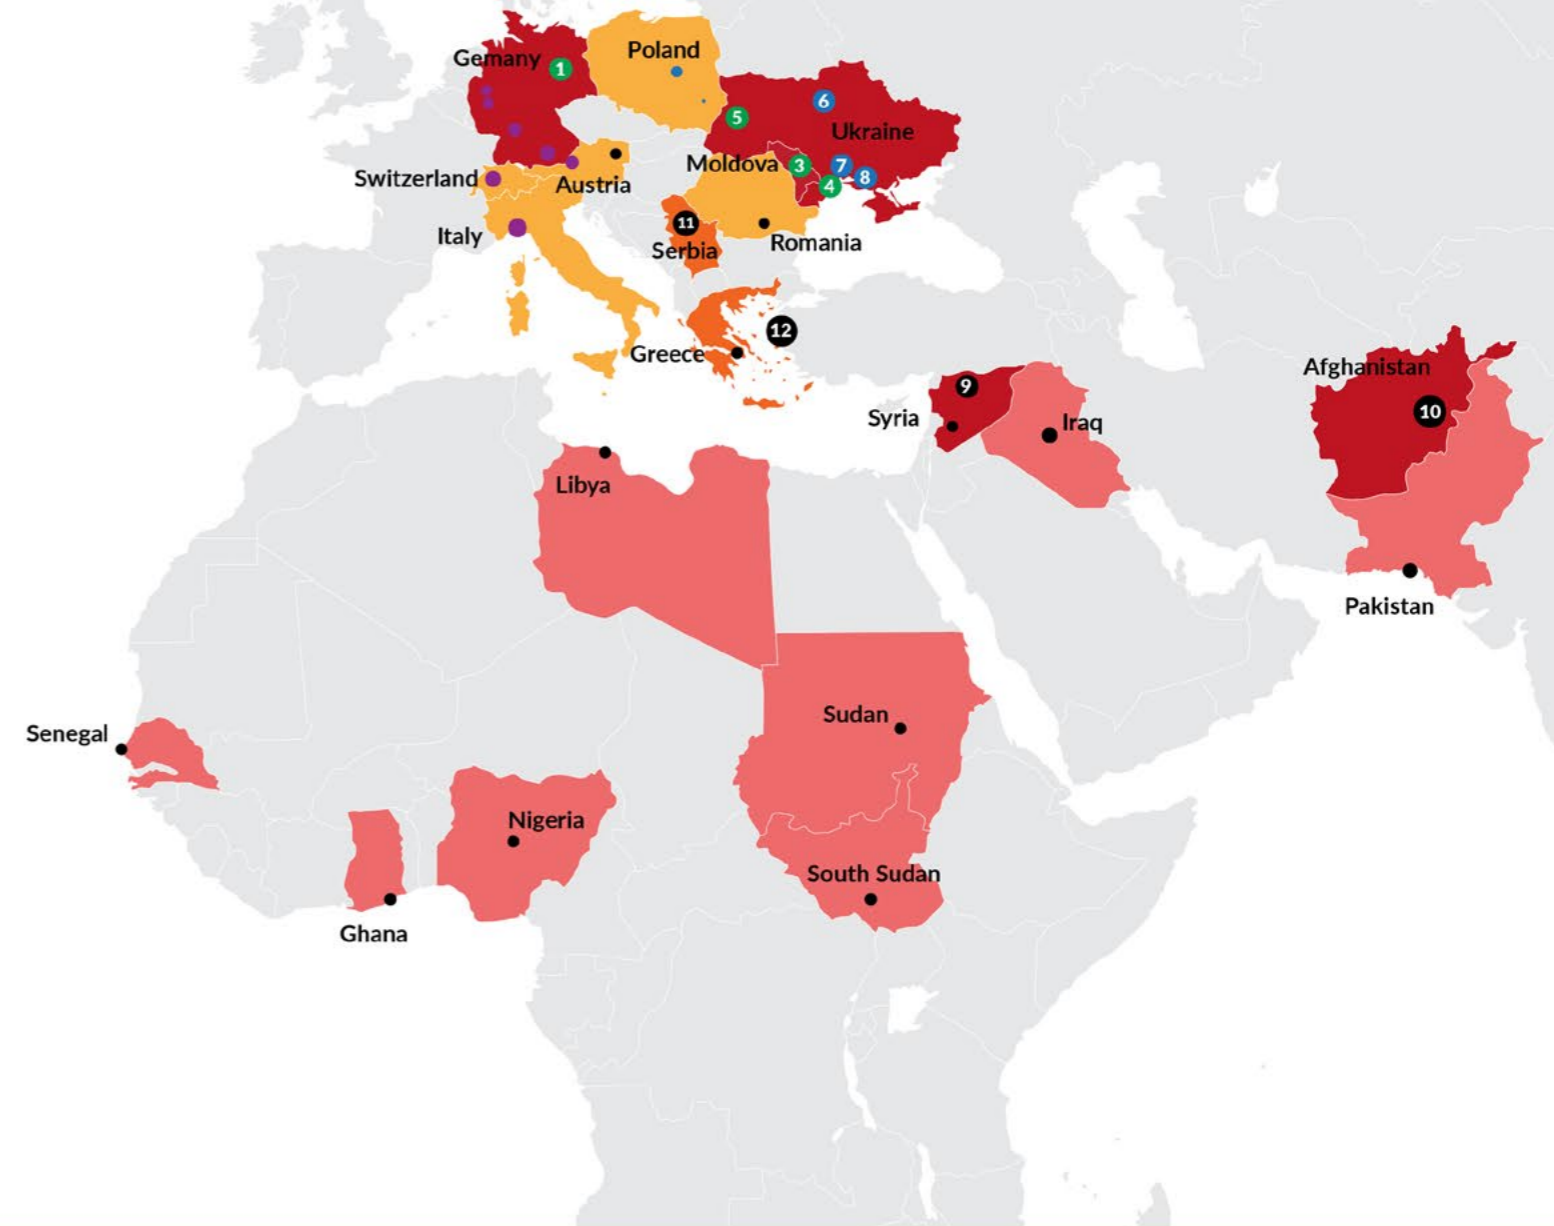 Poland
Gemany
1
6
5
Ukraine
Moldova
3
7
8
4
Switzerland
Austria
11
Italy
Serbia
Romania
12
Greece
Afghanistan
9
10
Syria
Iraq
Libya
Pakistan
Senegal
Sudan
Nigeria
South Sudan
Ghana